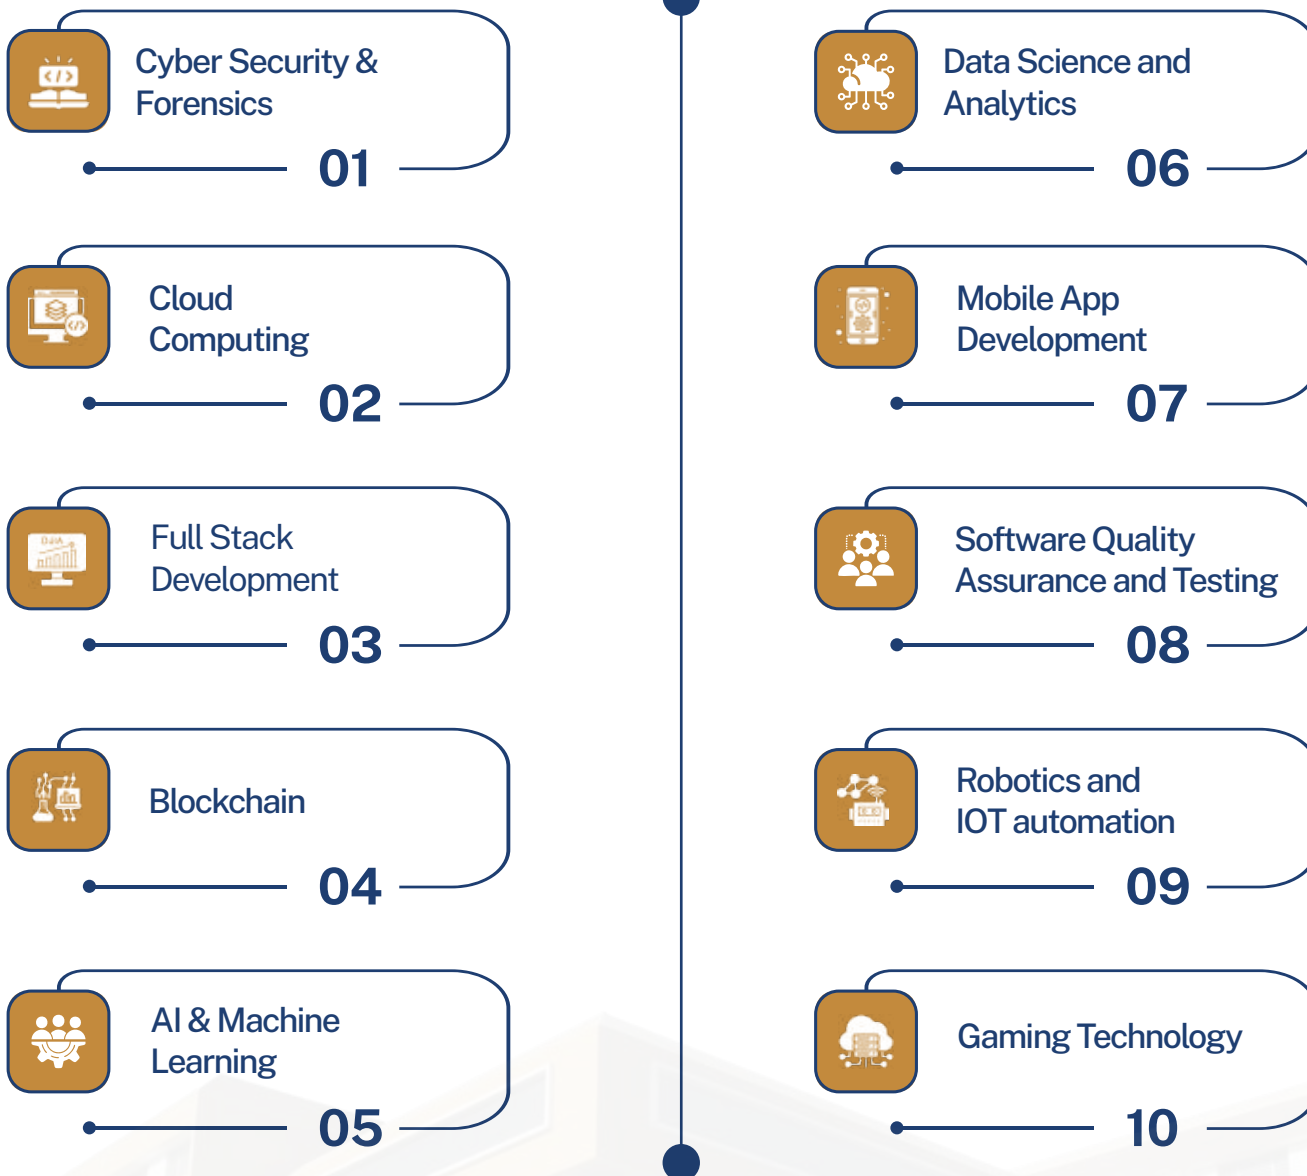 Cyber Security &
Forensics
01
Cloud
Computing
02
Full Stack
Development
03
Blockchain
04
AI & Machine
Learning
05
Data Science and
Analytics
06
Mobile App
Development
07
Software Quality
Assurance and Testing
08
Robotics and
IOT automation
09
Gaming Technology
10